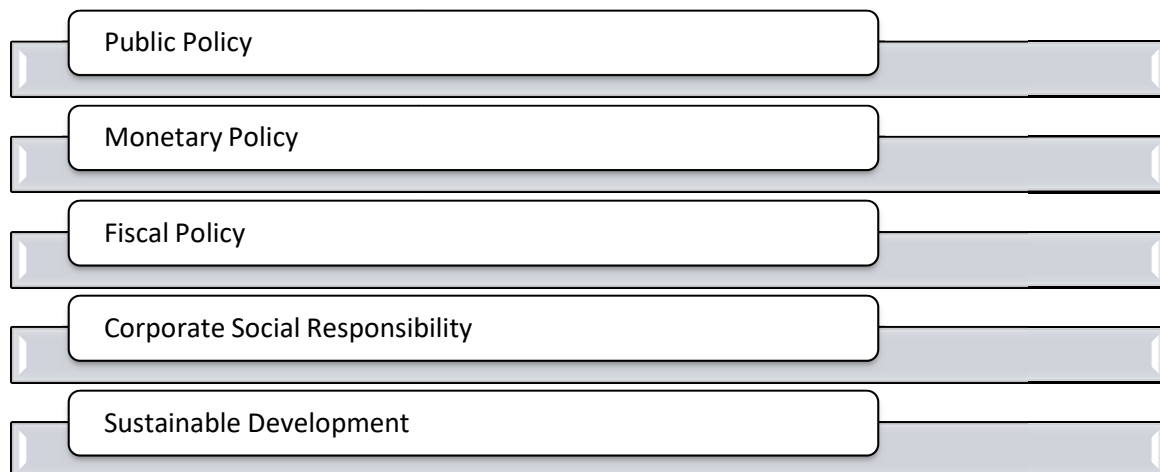 Public Policy
Monetary Policy
Fiscal Policy
Corporate Social Responsibility
Sustainable Development